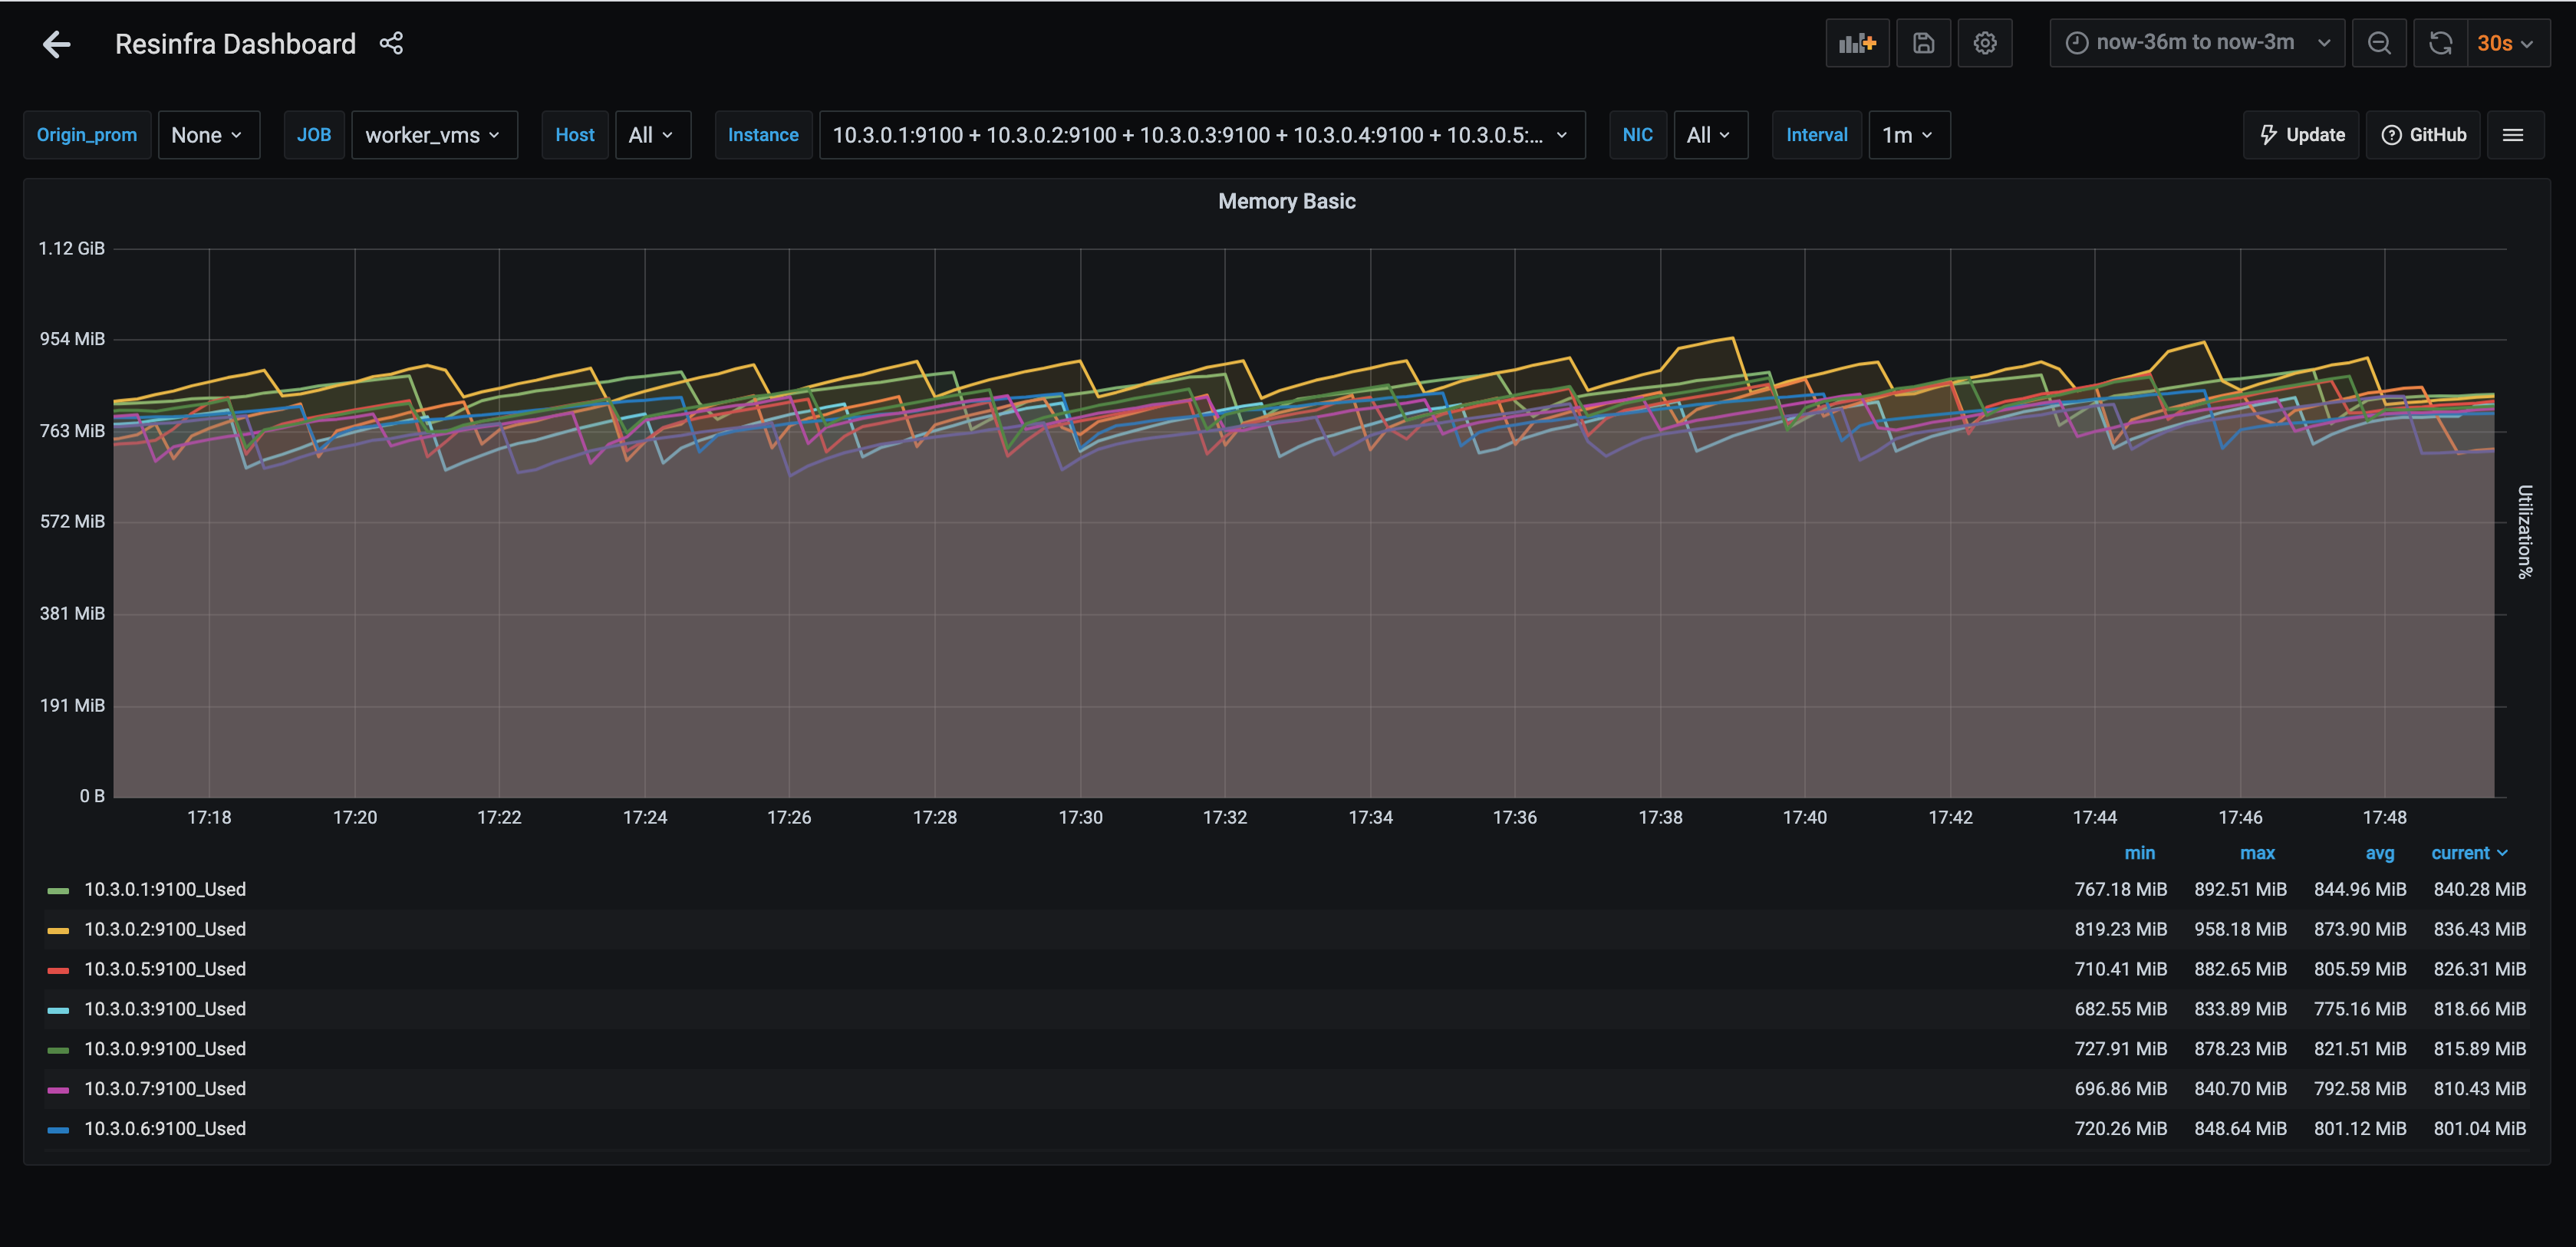 Resinfra Dashboard
now-36m to now-3m
30s
Origin_prom None JOB worker_vms Host All Instance 10.3.0.1:9100 + 10.3.0.2:9100 + 10.3.0.3:9100 + 10.3.0.4:9100 + 10.3.0.5:... NIC All Interval 1m Update GitHub
Memory Basic
1.12 GiB
954 MiB
763 MiB
572 MiB
381 MiB
191 MiB
0 B
Utilization%
17:18 17:20 17:22 17:24 17:26 17:28 17:30 17:32 17:34 17:36 17:38 17:40 17:42 17:44 17:46 17:48
min max avg current
10.3.0.1:9100_Used 767.18 MiB 892.51 MiB 844.96 MiB 840.28 MiB
10.3.0.2:9100_Used 819.23 MiB 958.18 MiB 873.90 MiB 836.43 MiB
10.3.0.5:9100_Used 710.41 MiB 882.65 MiB 805.59 MiB 826.31 MiB
10.3.0.3:9100_Used 682.55 MiB 833.89 MiB 775.16 MiB 818.66 MiB
10.3.0.9:9100_Used 727.91 MiB 878.23 MiB 821.51 MiB 815.89 MiB
10.3.0.7:9100_Used 696.86 MiB 840.70 MiB 792.58 MiB 810.43 MiB
10.3.0.6:9100_Used 720.26 MiB 848.64 MiB 801.12 MiB 801.04 MiB